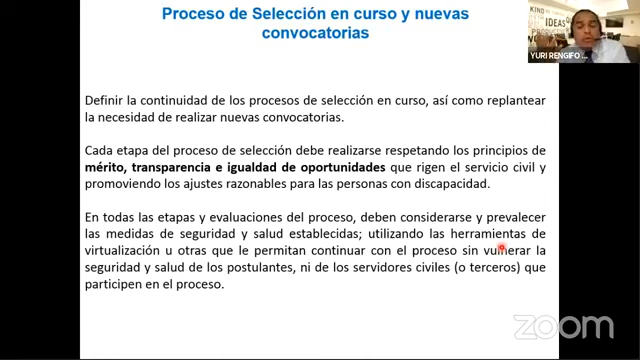 Proceso de Selección en curso y nuevas
convocatorias
KIND
IDEAS
YURI RENGIFO ...
Definir la continuidad de los procesos de selección en curso, así como replantear
la necesidad de realizar nuevas convocatorias.
Cada etapa del proceso de selección debe realizarse respetando los principios de
mérito, transparencia e igualdad de oportunidades que rigen el servicio civil y
promoviendo los ajustes razonables para las personas con discapacidad.
En todas las etapas y evaluaciones del proceso, deben considerarse y prevalecer
las medidas de seguridad y salud establecidas; utilizando las herramientas de
virtualización u otras que le permitan continuar con el proceso sin vulnerar la
seguridad y salud de los postulantes, ni de los servidores civiles (o terceros) que
participen en el proceso.
zoom